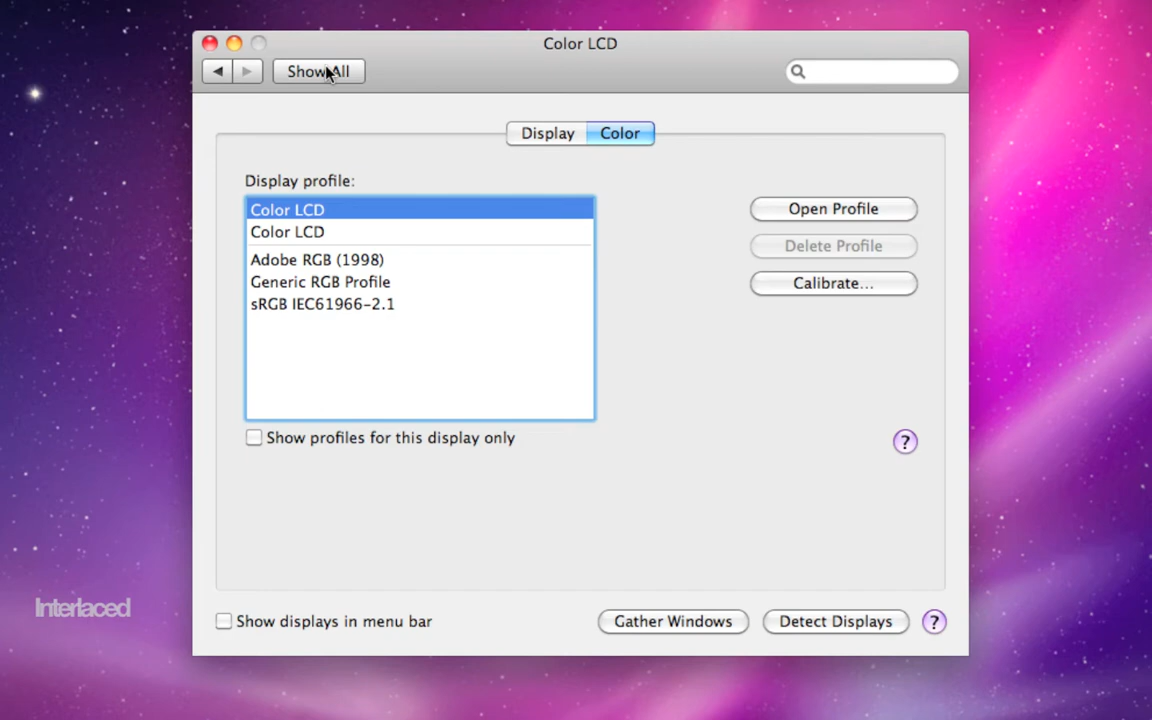 Color LCD
Show All
Display Color
Display profile:
Color LCD
Color LCD
Adobe RGB (1998)
Generic RGB Profile
sRGB IEC61966-2.1
Open Profile
Delete Profile
Calibrate...
Show profiles for this display only
?
Show displays in menu bar
Gather Windows
Detect Displays
?
Interlaced